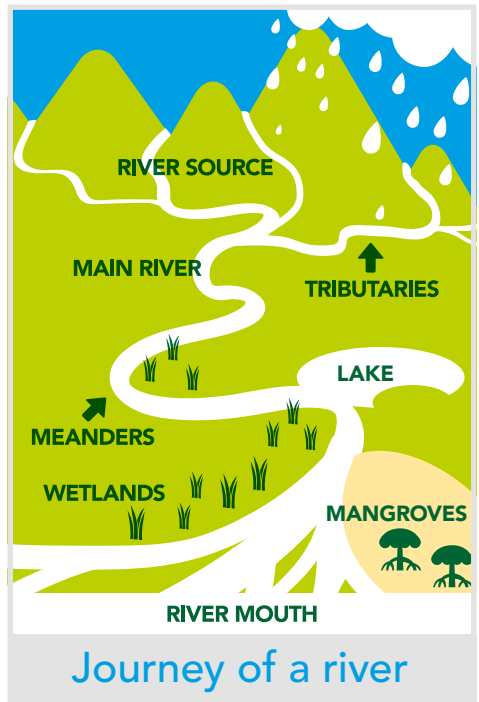 RIVER SOURCE
MAIN RIVER
TRIBUTARIES
LAKE
MEANDERS
WETLANDS
MANGROVES
RIVER MOUTH
Journey of a river